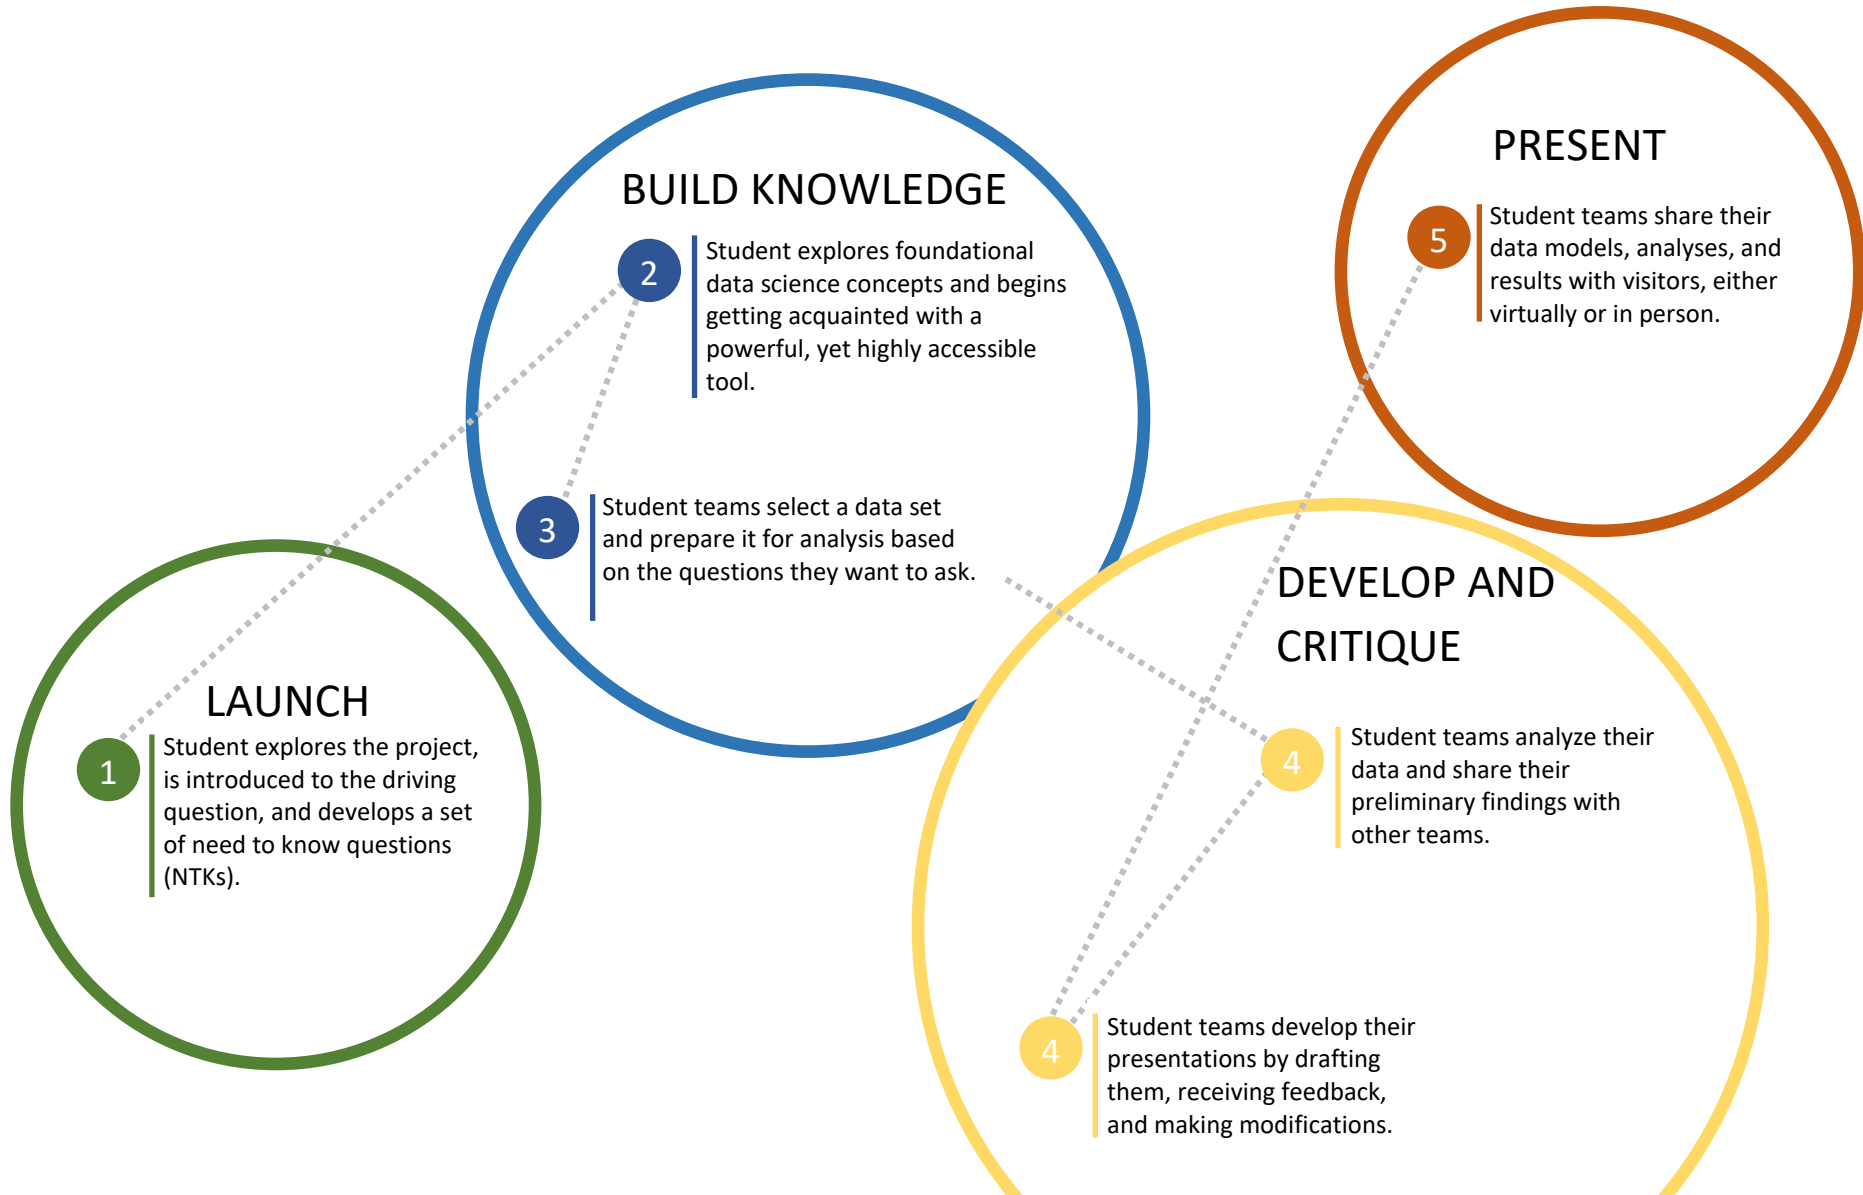 LAUNCH
1
Student explores the project,
is introduced to the driving
question, and develops a set
of need to know questions
(NTKs).
BUILD KNOWLEDGE
2
Student explores foundational
data science concepts and begins
getting acquainted with a
powerful, yet highly accessible
tool.
3
Student teams select a data set
and prepare it for analysis based
on the questions they want to ask.
DEVELOP AND
CRITIQUE
4
Student teams analyze their
data and share their
preliminary findings with
other teams.
4
Student teams develop their
presentations by drafting
them, receiving feedback,
and making modifications.
PRESENT
5
Student teams share their
data models, analyses, and
results with visitors, either
virtually or in person.